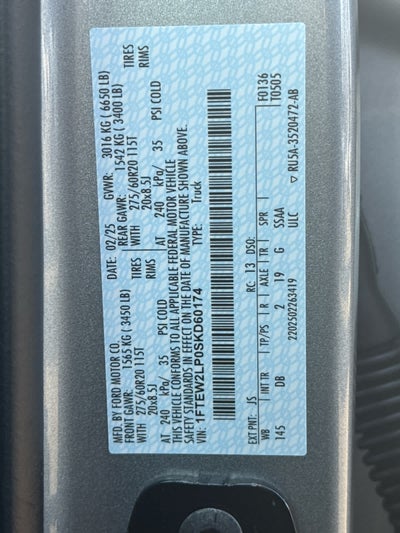 MFD. BY FORD MOTOR CO. DATE: 02/25 GVWR: 3016 KG ( 6650 LB)
FRONT GAWR: 1565 KG (3450 LB) REAR GAWR: 1542 KG (3400 LB)
WITH 275/60R20 115T TIRES WITH 275/60R20 115T TIRES
20x8.5J RIMS 20x8.5J RIMS
AT 240 kPa/ 35 PSI COLD AT 240 kPa/ 35 PSI COLD
THIS VEHICLE CONFORMS TO ALL APPLICABLE FEDERAL MOTOR VEHICLE
SAFETY STANDARDS IN EFFECT ON THE DATE OF MANUFACTURE SHOWN ABOVE.
VIN: 1FTEW2LP0SKD60174 TYPE: Truck
EXT PNT: JS RC: 13 DSO: F0136
WB INT TR TP/PS R AXLE TR SPR T0505
145 DB 2 19 G SSAA
ULC
2202502263419
RU5A-3520472-AB